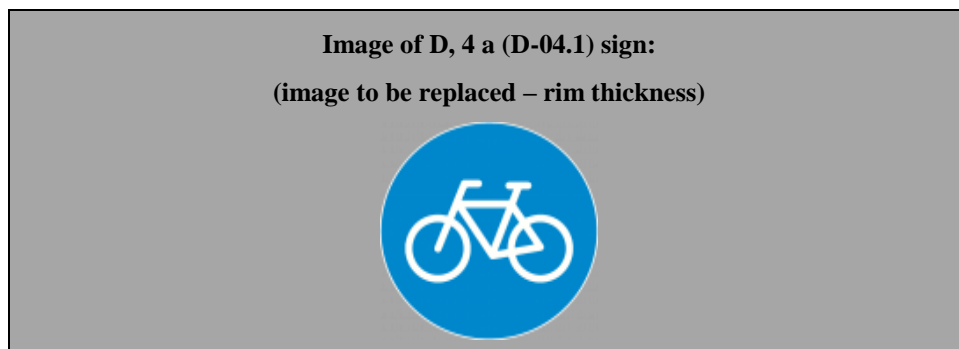 Image of D, 4 a (D-04.1) sign:
(image to be replaced – rim thickness)